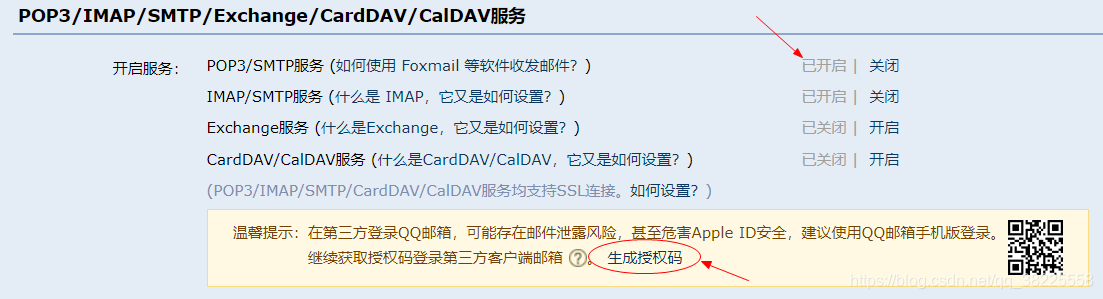 POP3/IMAP/SMTP/Exchange/CardDAV/CalDAV服务
开启服务： POP3/SMTP服务 (如何使用 Foxmail 等软件收发邮件？) 已开启 | 关闭
IMAP/SMTP服务 (什么是 IMAP，它又是如何设置？) 已开启 | 关闭
Exchange服务 (什么是Exchange，它又是如何设置？) 已关闭 | 开启
CardDAV/CalDAV服务 (什么是CardDAV/CalDAV，它又是如何设置？) 已关闭 | 开启
(POP3/IMAP/SMTP/CardDAV/CalDAV服务均支持SSL连接。如何设置？)
温馨提示：在第三方登录QQ邮箱，可能存在邮件泄露风险，甚至危害Apple ID安全，建议使用QQ邮箱手机版登录。
继续获取授权码登录第三方客户端邮箱 ?。 生成授权码
https://blog.csdn.net/qq_38225558